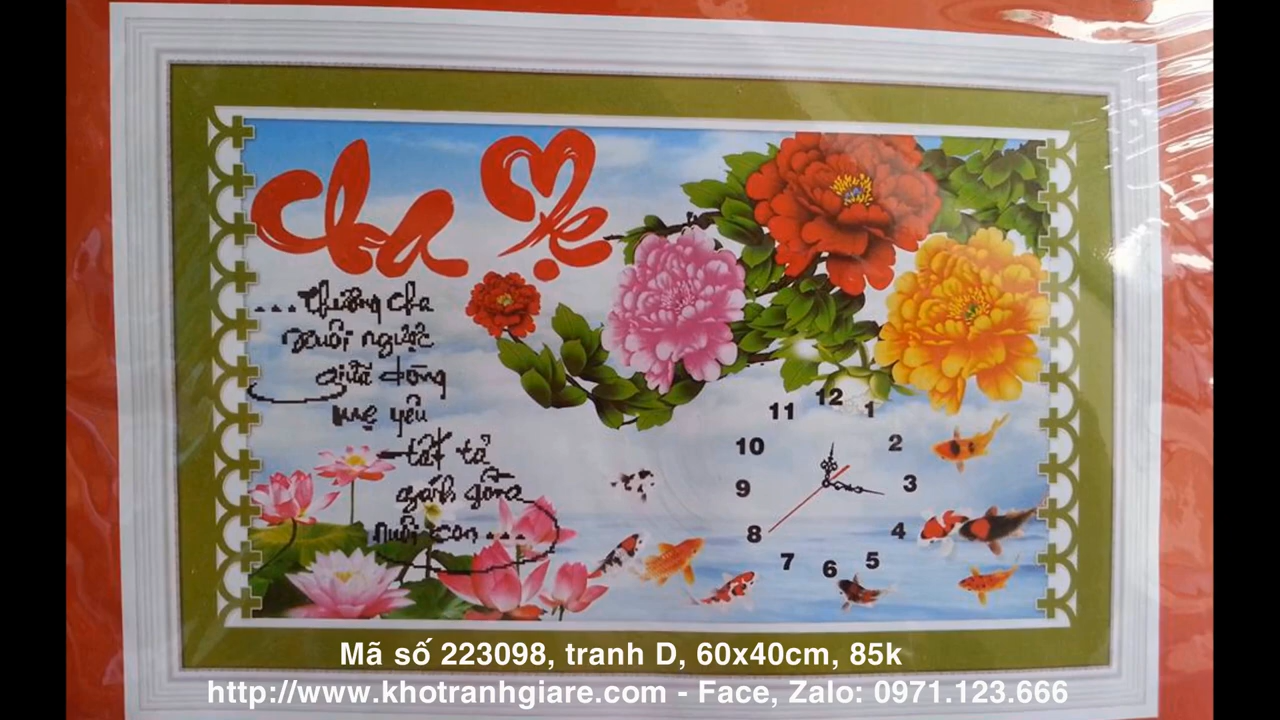 Cha Mẹ
...thương cha
xuôi ngược
giữa dòng
mẹ yêu
tất tả
gánh gồng
nuôi con...
12
11 1
10 2
9 3
8 4
7 5
6
Mã số 223098, tranh D, 60x40cm, 85k
http://www.khotranhgiare.com - Face, Zalo: 0971.123.666